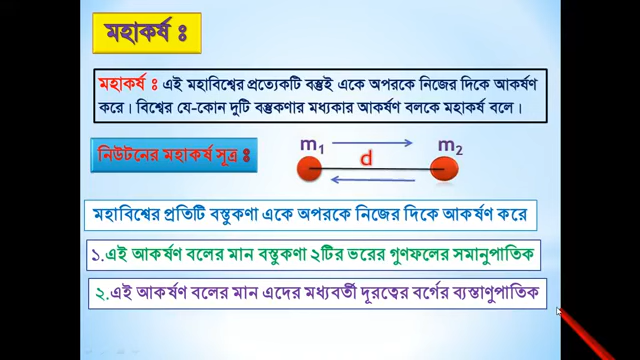 মহাকর্ষ ঃ
মহাকর্ষ ঃ এই মহাবিশ্বের প্রত্যেকটি বস্তুই একে অপরকে নিজের দিকে আকর্ষণ
করে। বিশ্বের যে-কোন দুটি বস্তুকণার মধ্যকার আকর্ষণ বলকে মহাকর্ষ বলে।
নিউটনের মহাকর্ষ সূত্র ঃ
m₁ m₂
d
মহাবিশ্বের প্রতিটি বস্তুকণা একে অপরকে নিজের দিকে আকর্ষণ করে
১.এই আকর্ষণ বলের মান বস্তুকণা ২টির ভরের গুণফলের সমানুপাতিক
২.এই আকর্ষণ বলের মান এদের মধ্যবর্তী দূরত্বের বর্গের ব্যস্তাণুপাতিক